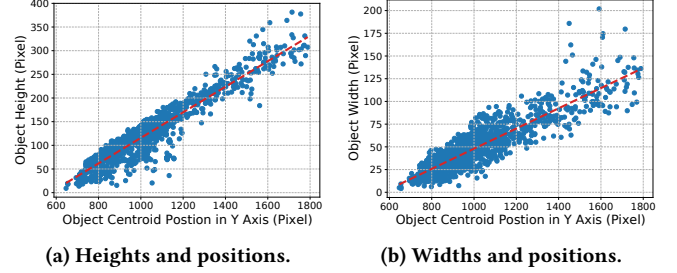 400
350
300
250
200
150
100
50
0
Object Height (Pixel)
600 800 1000 1200 1400 1600 1800
Object Centroid Postion in Y Axis (Pixel)
(a) Heights and positions.
200
175
150
125
100
75
50
25
0
Object Width (Pixel)
600 800 1000 1200 1400 1600 1800
Object Centroid Postion in Y Axis (Pixel)
(b) Widths and positions.